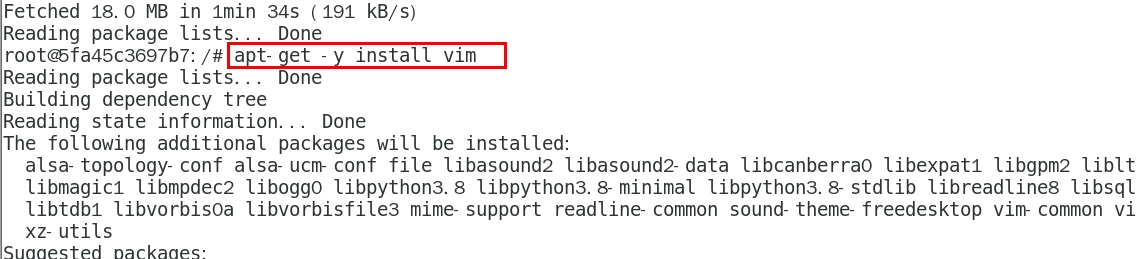 Fetched 18.0 MB in 1min 34s (191 kB/s)
Reading package lists... Done
root@5fa45c3697b7:/# apt-get -y install vim
Reading package lists... Done
Building dependency tree
Reading state information... Done
The following additional packages will be installed:
alsa-topology-conf alsa-ucm-conf file libasound2 libasound2-data libcanberra0 libexpat1 libgpm2 liblt
libmagic1 libmpdec2 libogg0 libpython3.8 libpython3.8-minimal libpython3.8-stdlib libreadline8 libsql
libtdb1 libvorbis0a libvorbisfile3 mime-support readline-common sound-theme-freedesktop vim-common vi
xz-utils
Suggested packages: